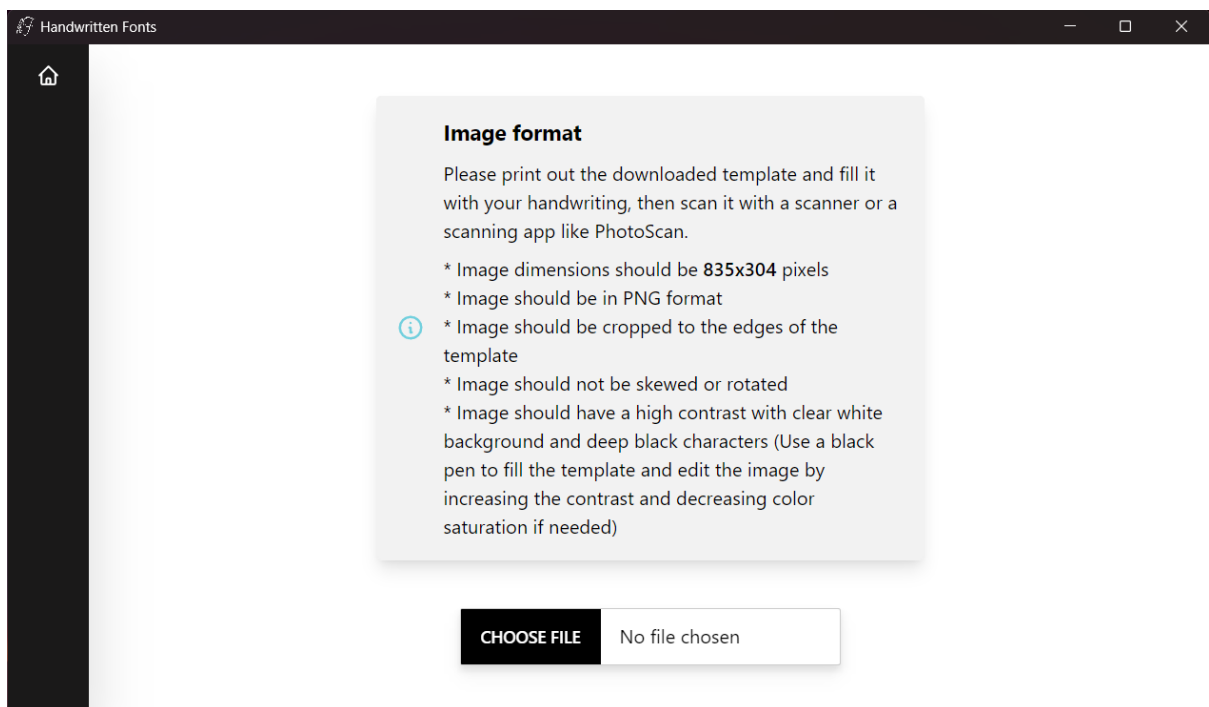 Handwritten Fonts
Image format
Please print out the downloaded template and fill it
with your handwriting, then scan it with a scanner or a
scanning app like PhotoScan.
* Image dimensions should be 835x304 pixels
* Image should be in PNG format
* Image should be cropped to the edges of the
template
* Image should not be skewed or rotated
* Image should have a high contrast with clear white
background and deep black characters (Use a black
pen to fill the template and edit the image by
increasing the contrast and decreasing color
saturation if needed)
CHOOSE FILE No file chosen